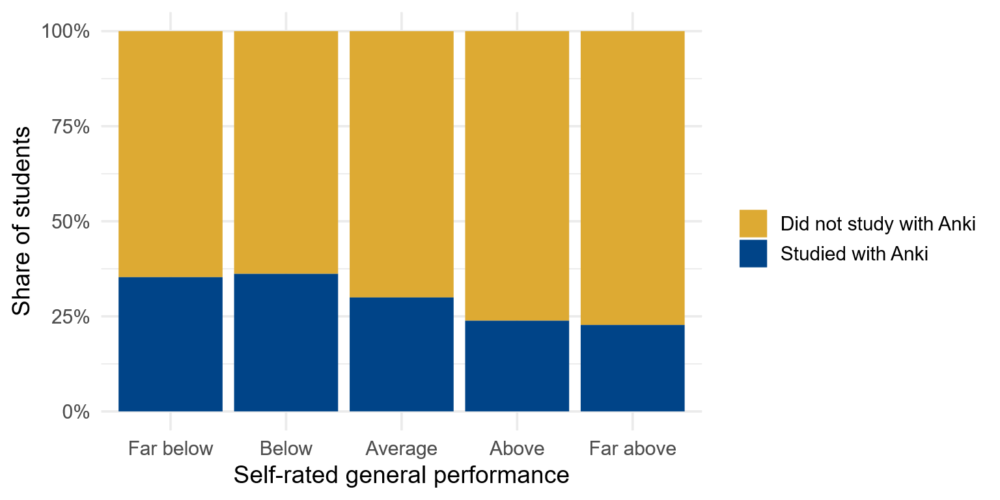 100%
75%
50%
25%
0%
Share of students
Far below
Below
Average
Above
Far above
Self-rated general performance
Did not study with Anki
Studied with Anki